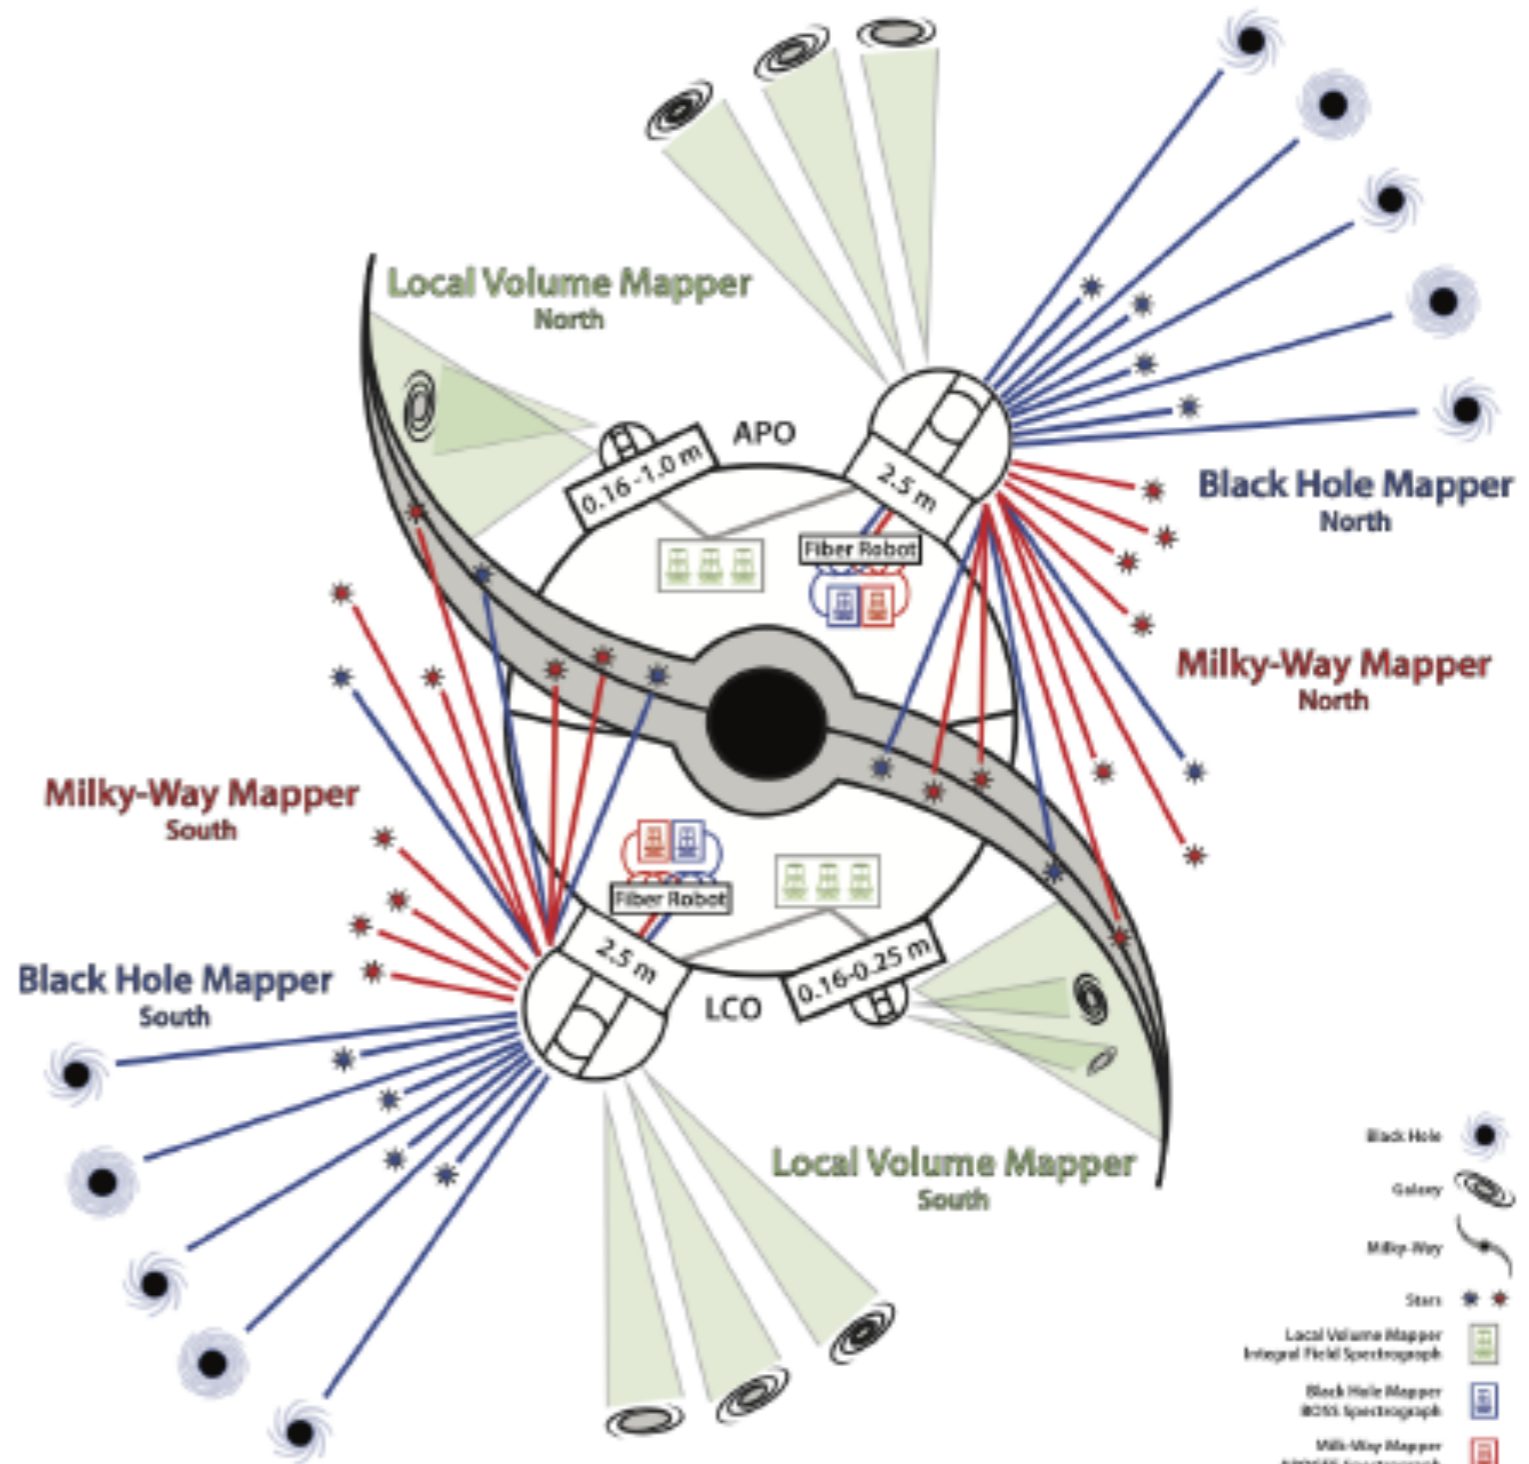 Local Volume Mapper
North
APO
0.16-1.0 m
2.5 m
Fiber Robot
Black Hole Mapper
North
Milky-Way Mapper
North
Milky-Way Mapper
South
Black Hole Mapper
South
Fiber Robot
2.5 m
LCO
0.16-0.25 m
Local Volume Mapper
South
Black Hole
Galaxy
Milky-Way
Stars
Local Volume Mapper
Integral Field Spectrograph
Black Hole Mapper
BOSS Spectrograph
Milk-Way Mapper